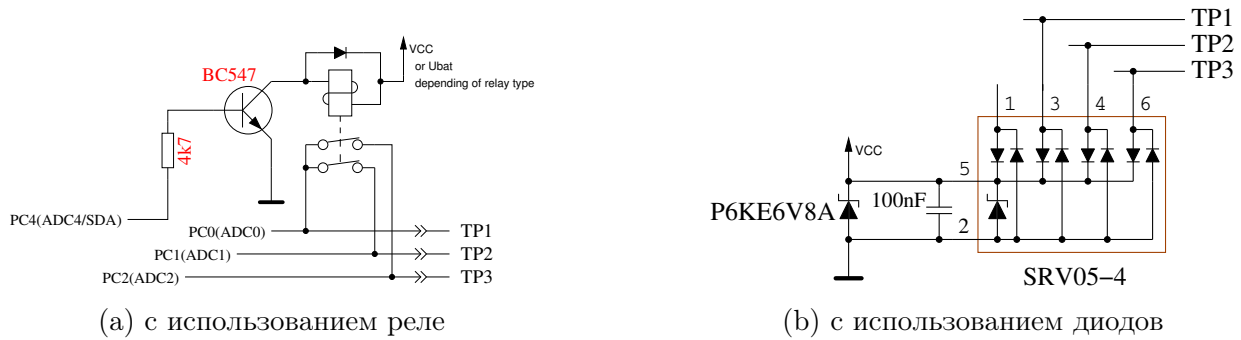 BC547
4k7
VCC
or Ubat
depending of relay type
PC4(ADC4/SDA)
PC0(ADC0)
TP1
PC1(ADC1)
TP2
PC2(ADC2)
TP3
(a) с использованием реле
TP1
TP2
TP3
1
3
4
6
VCC
5
P6KE6V8A
100nF
2
SRV05−4
(b) с использованием диодов